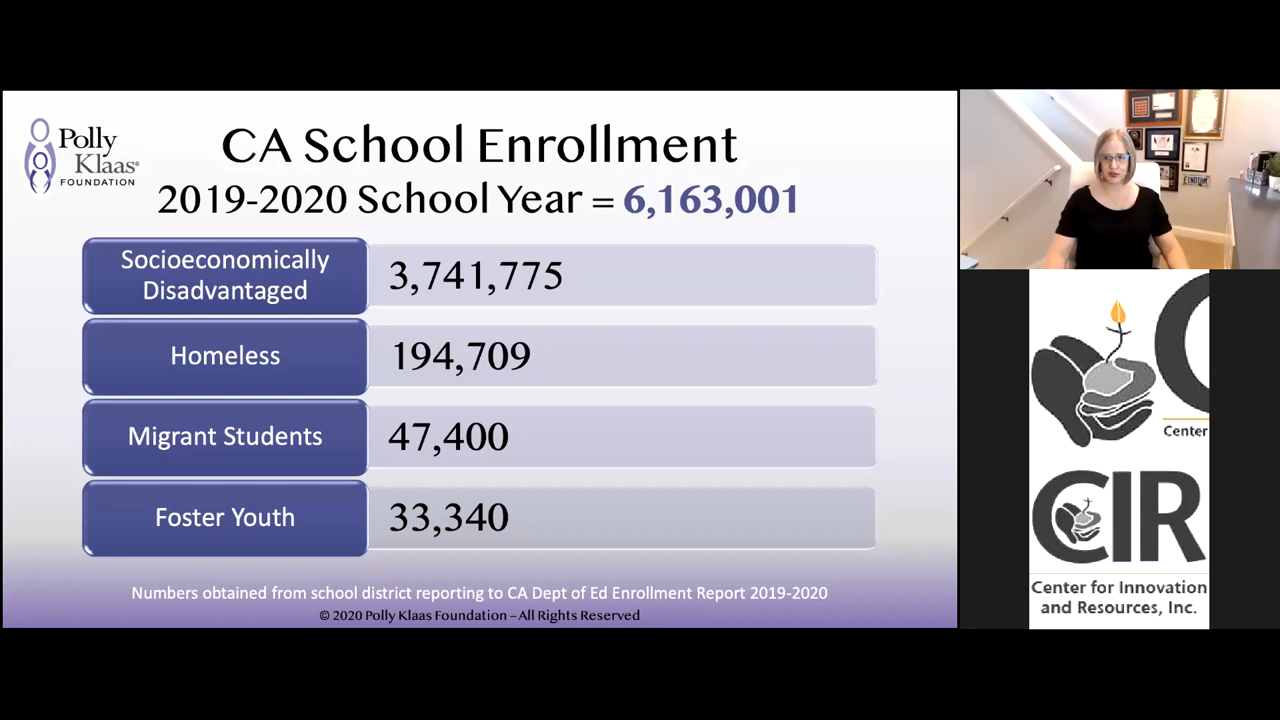 Polly
Klaas®
FOUNDATION
CA School Enrollment
2019-2020 School Year = 6,163,001
Socioeconomically
Disadvantaged
3,741,775
Homeless
194,709
Migrant Students
47,400
Foster Youth
33,340
Numbers obtained from school district reporting to CA Dept of Ed Enrollment Report 2019-2020
© 2020 Polly Klaas Foundation – All Rights Reserved
Center
CIR
Center for Innovation
and Resources, Inc.